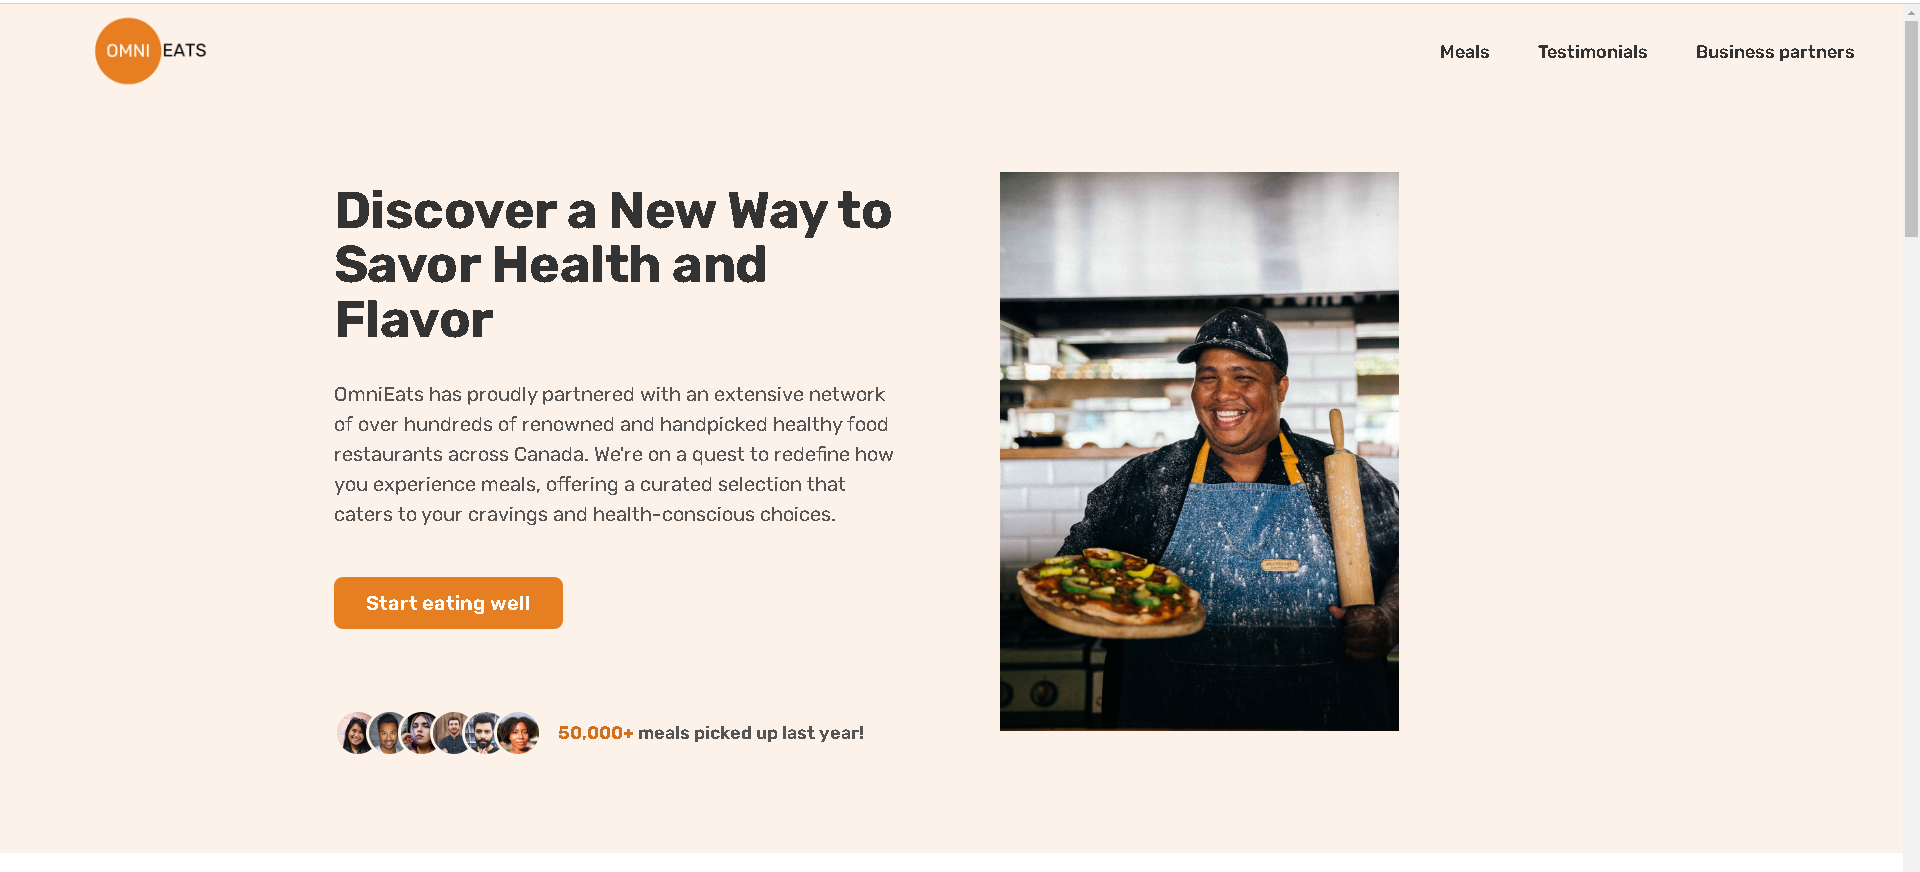 OMNI EATS
Meals
Testimonials
Business partners
Discover a New Way to
Savor Health and
Flavor
OmniEats has proudly partnered with an extensive network
of over hundreds of renowned and handpicked healthy food
restaurants across Canada. We're on a quest to redefine how
you experience meals, offering a curated selection that
caters to your cravings and health-conscious choices.
Start eating well
50,000+ meals picked up last year!